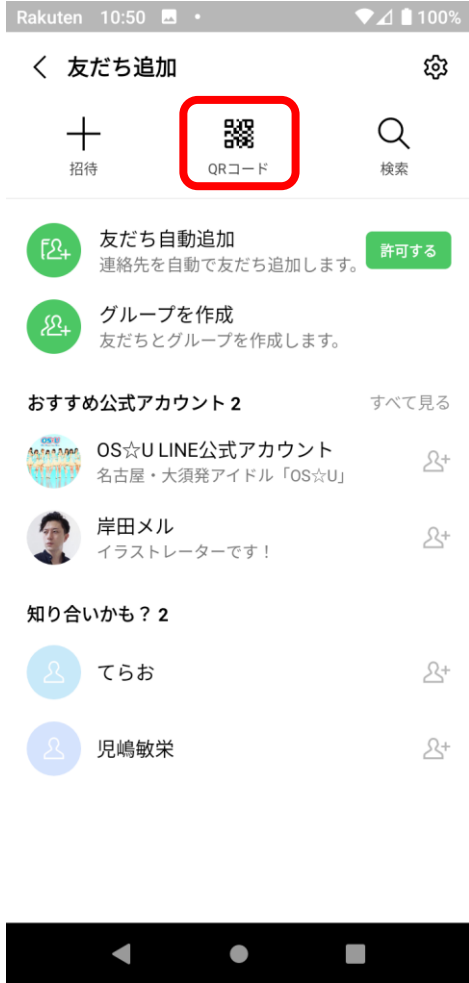 Rakuten 10:50 100%
友だち追加
招待 QRコード 検索
友だち自動追加
連絡先を自動で友だち追加します。
許可する
グループを作成
友だちとグループを作成します。
おすすめ公式アカウント 2 すべて見る
OS☆U LINE公式アカウント
名古屋・大須発アイドル「OS☆U」
岸田メル
イラストレーターです！
知り合いかも？ 2
てらお
児嶋敏栄